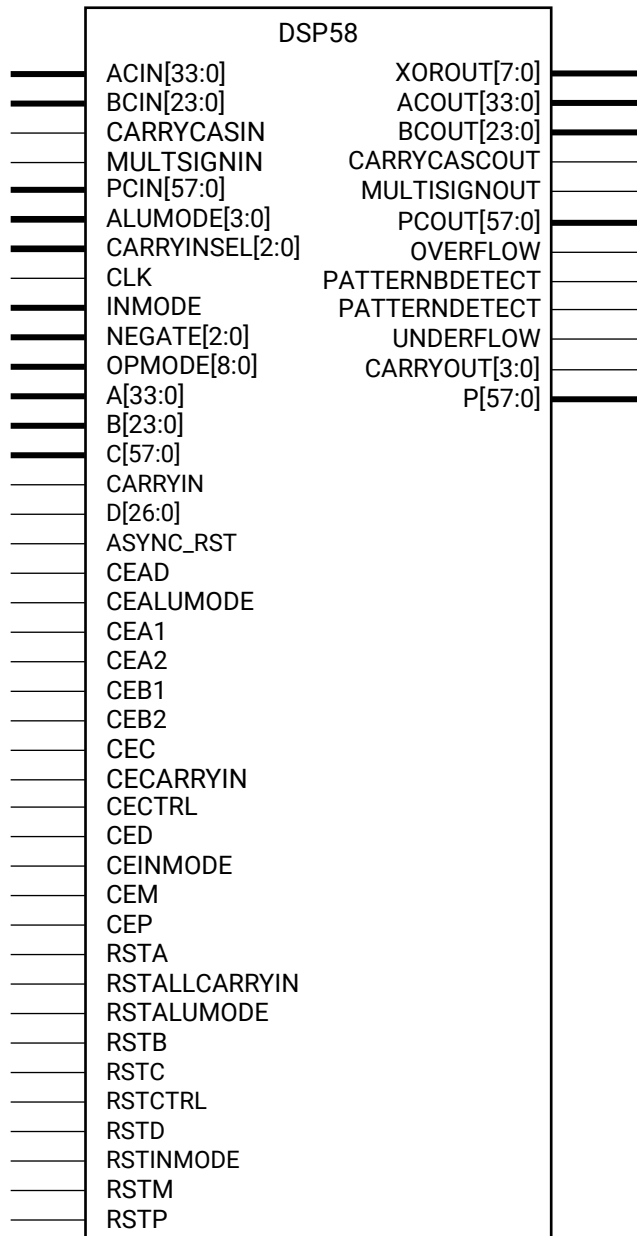 DSP58
ACIN[33:0]
BCIN[23:0]
CARRYCASIN
MULTSIGNIN
PCIN[57:0]
ALUMODE[3:0]
CARRYINSEL[2:0]
CLK
INMODE
NEGATE[2:0]
OPMODE[8:0]
A[33:0]
B[23:0]
C[57:0]
CARRYIN
D[26:0]
ASYNC_RST
CEAD
CEALUMODE
CEA1
CEA2
CEB1
CEB2
CEC
CECARRYIN
CECTRL
CED
CEINMODE
CEM
CEP
RSTA
RSTALLCARRYIN
RSTALUMODE
RSTB
RSTC
RSTCTRL
RSTD
RSTINMODE
RSTM
RSTP
XOROUT[7:0]
ACOUT[33:0]
BCOUT[23:0]
CARRYCASCOUT
MULTISIGNOUT
PCOUT[57:0]
OVERFLOW
PATTERNBDETECT
PATTERNDETECT
UNDERFLOW
CARRYOUT[3:0]
P[57:0]